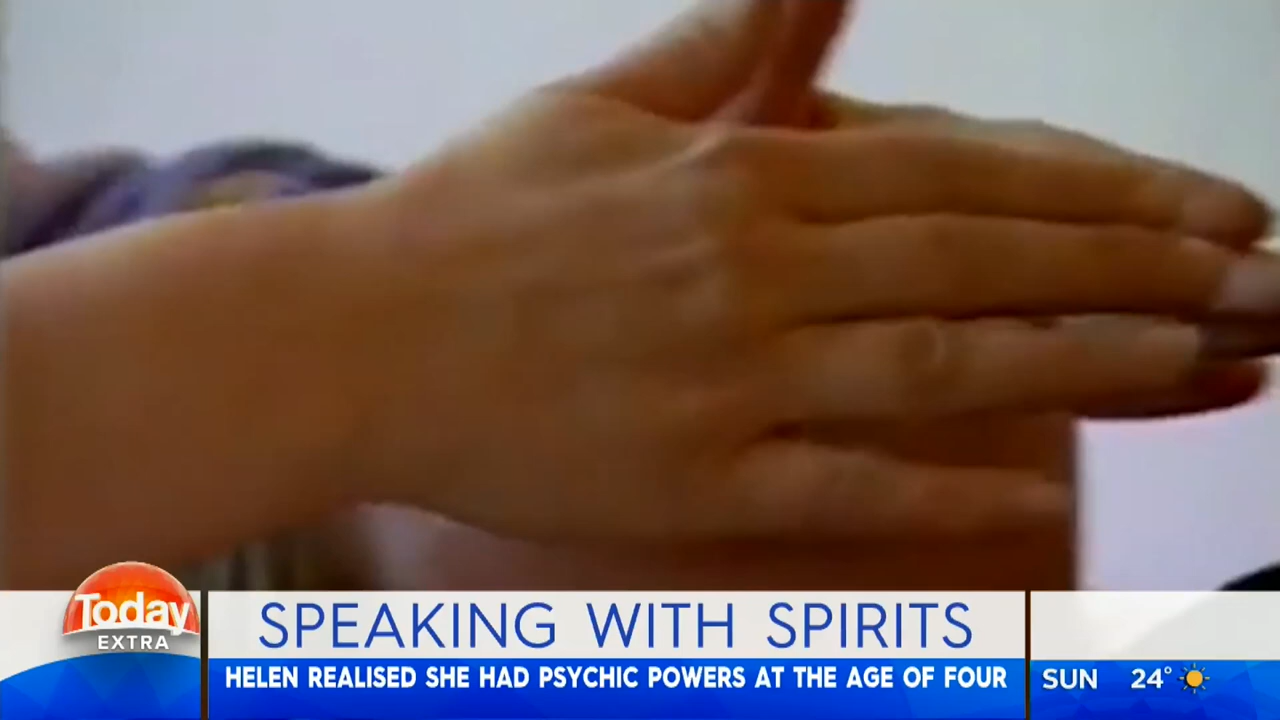 Today
EXTRA
SPEAKING WITH SPIRITS
HELEN REALISED SHE HAD PSYCHIC POWERS AT THE AGE OF FOUR
SUN 24°